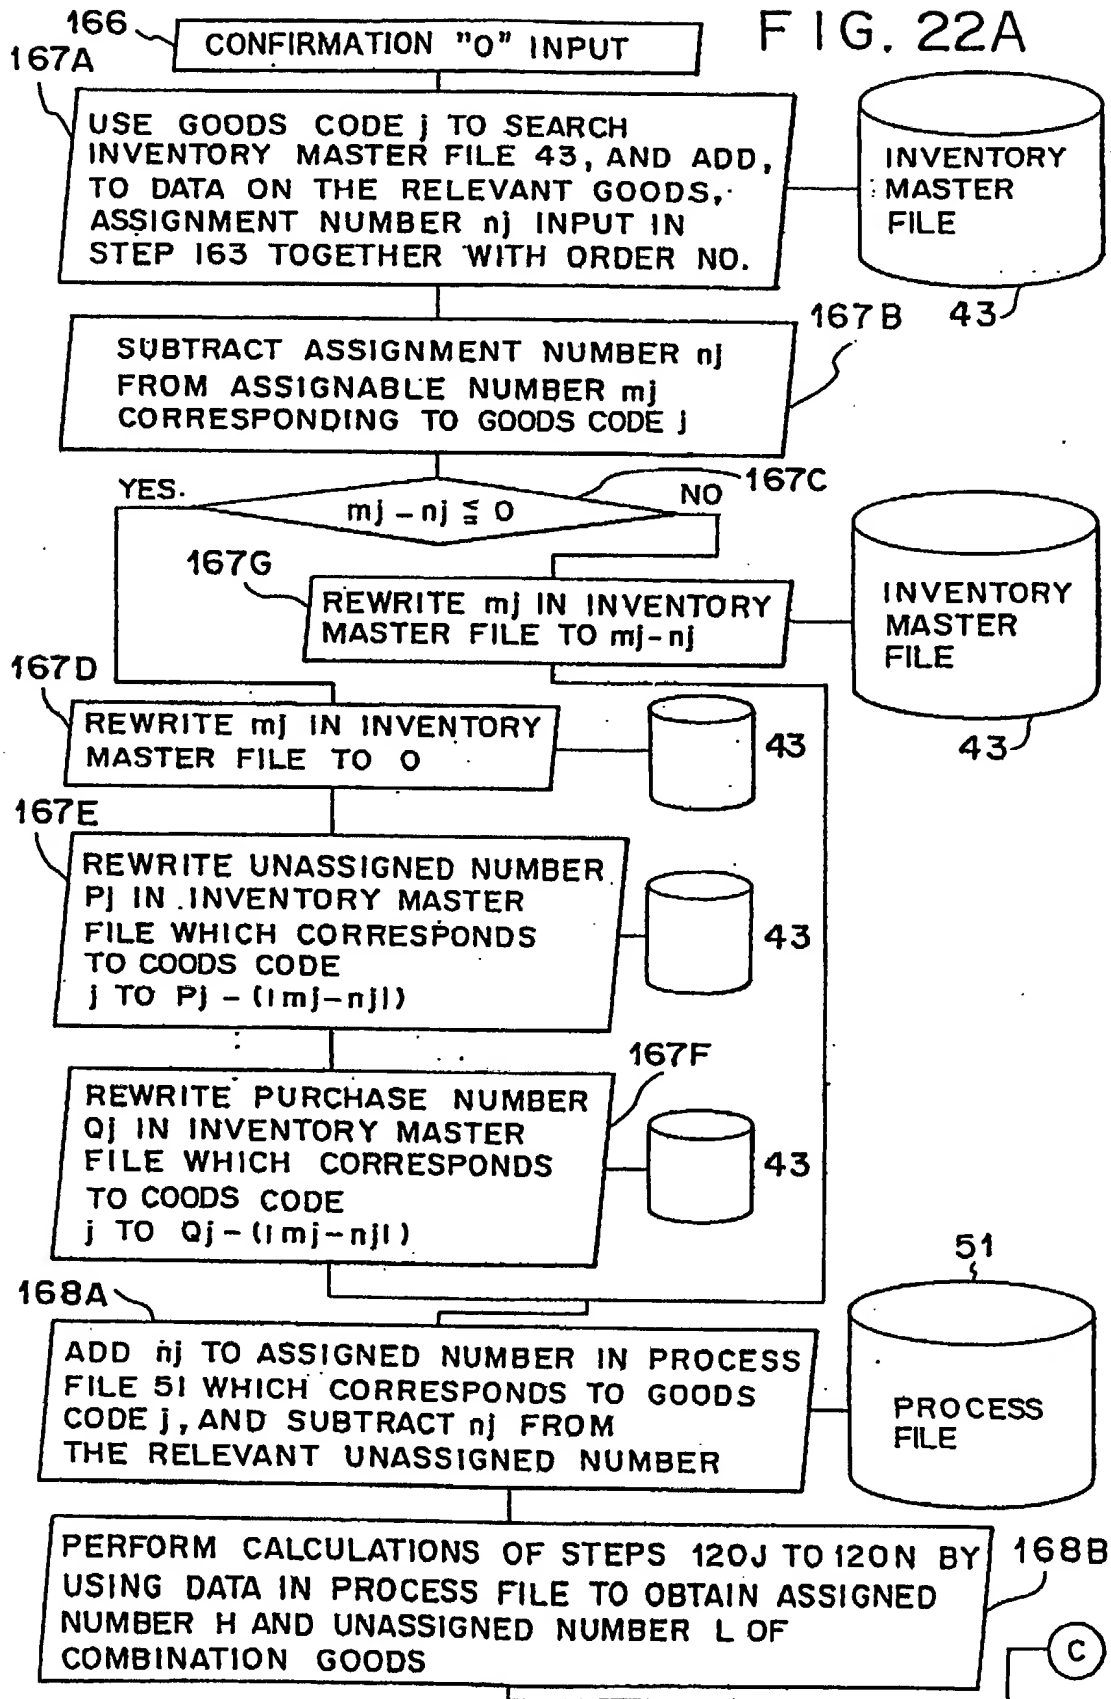 FIG. 22A
166
CONFIRMATION "0" INPUT
167A
USE GOODS CODE j TO SEARCH
INVENTORY MASTER FILE 43, AND ADD,
TO DATA ON THE RELEVANT GOODS,
ASSIGNMENT NUMBER nj INPUT IN
STEP 163 TOGETHER WITH ORDER NO.
INVENTORY
MASTER
FILE
43
167B
SUBTRACT ASSIGNMENT NUMBER nj
FROM ASSIGNABLE NUMBER mj
CORRESPONDING TO GOODS CODE j
YES.
mj - nj ≦ 0
NO
167C
167G
REWRITE mj IN INVENTORY
MASTER FILE TO mj-nj
INVENTORY
MASTER
FILE
43
167D
REWRITE mj IN INVENTORY
MASTER FILE TO 0
43
167E
REWRITE UNASSIGNED NUMBER
Pj IN INVENTORY MASTER
FILE WHICH CORRESPONDS
TO COODS CODE
j TO Pj - (|mj-nj|)
43
167F
REWRITE PURCHASE NUMBER
Qj IN INVENTORY MASTER
FILE WHICH CORRESPONDS
TO COODS CODE
j TO Qj - (|mj-nj|)
43
51
168A
ADD nj TO ASSIGNED NUMBER IN PROCESS
FILE 51 WHICH CORRESPONDS TO GOODS
CODE j, AND SUBTRACT nj FROM
THE RELEVANT UNASSIGNED NUMBER
PROCESS
FILE
PERFORM CALCULATIONS OF STEPS 120J TO 120N BY
USING DATA IN PROCESS FILE TO OBTAIN ASSIGNED
NUMBER H AND UNASSIGNED NUMBER L OF
COMBINATION GOODS
168B
C